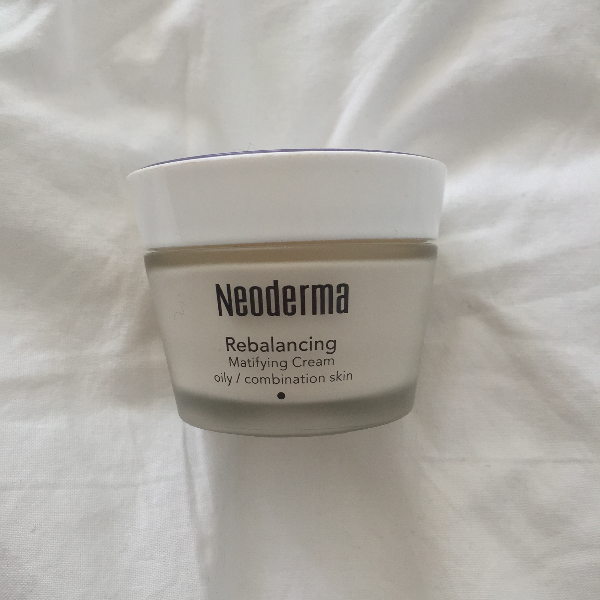 Neoderma
Rebalancing
Matifying Cream
oily / combination skin